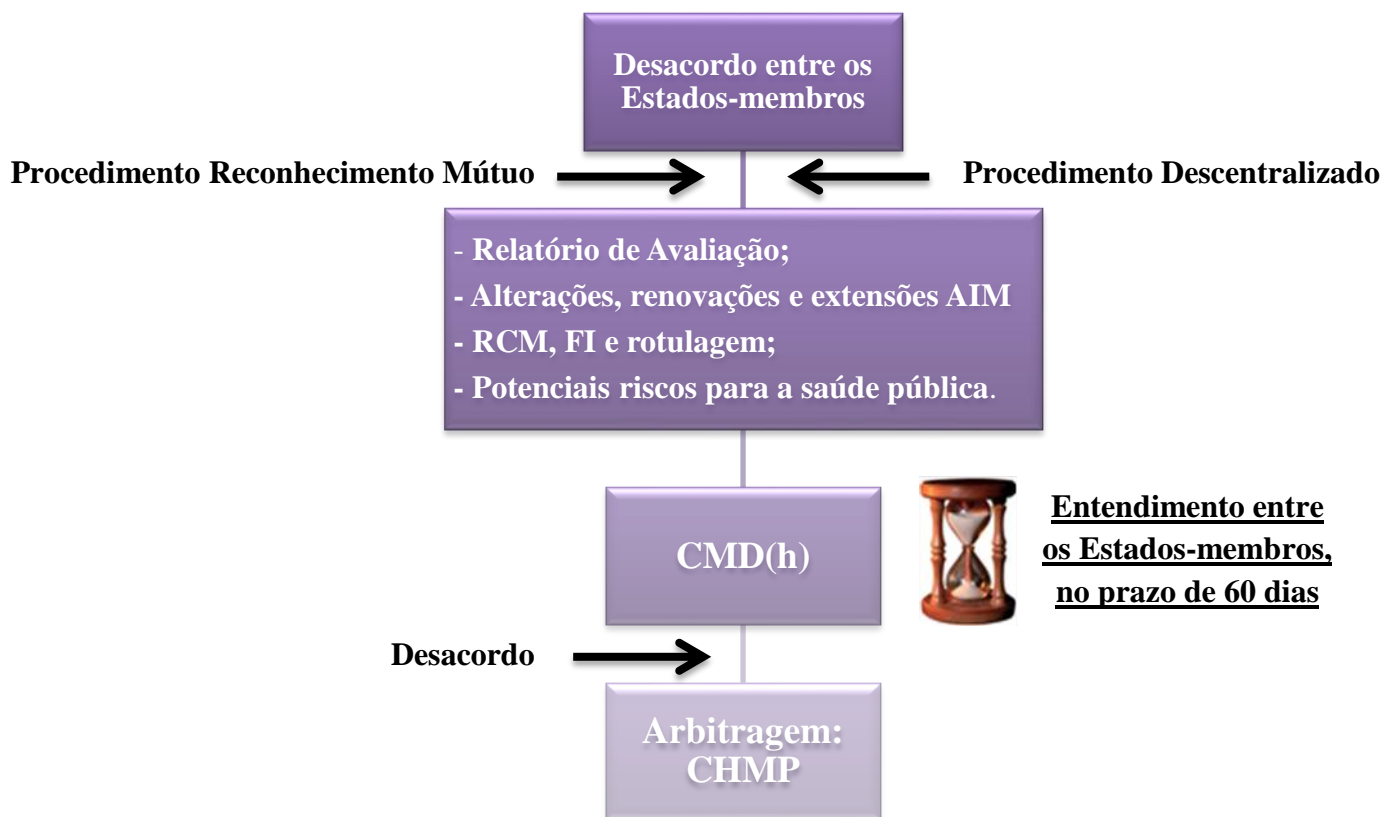 Desacordo entre os
Estados-membros
Procedimento Reconhecimento Mútuo
Procedimento Descentralizado
- Relatório de Avaliação;
- Alterações, renovações e extensões AIM
- RCM, FI e rotulagem;
- Potenciais riscos para a saúde pública.
CMD(h)
Entendimento entre
os Estados-membros,
no prazo de 60 dias
Desacordo
Arbitragem:
CHMP